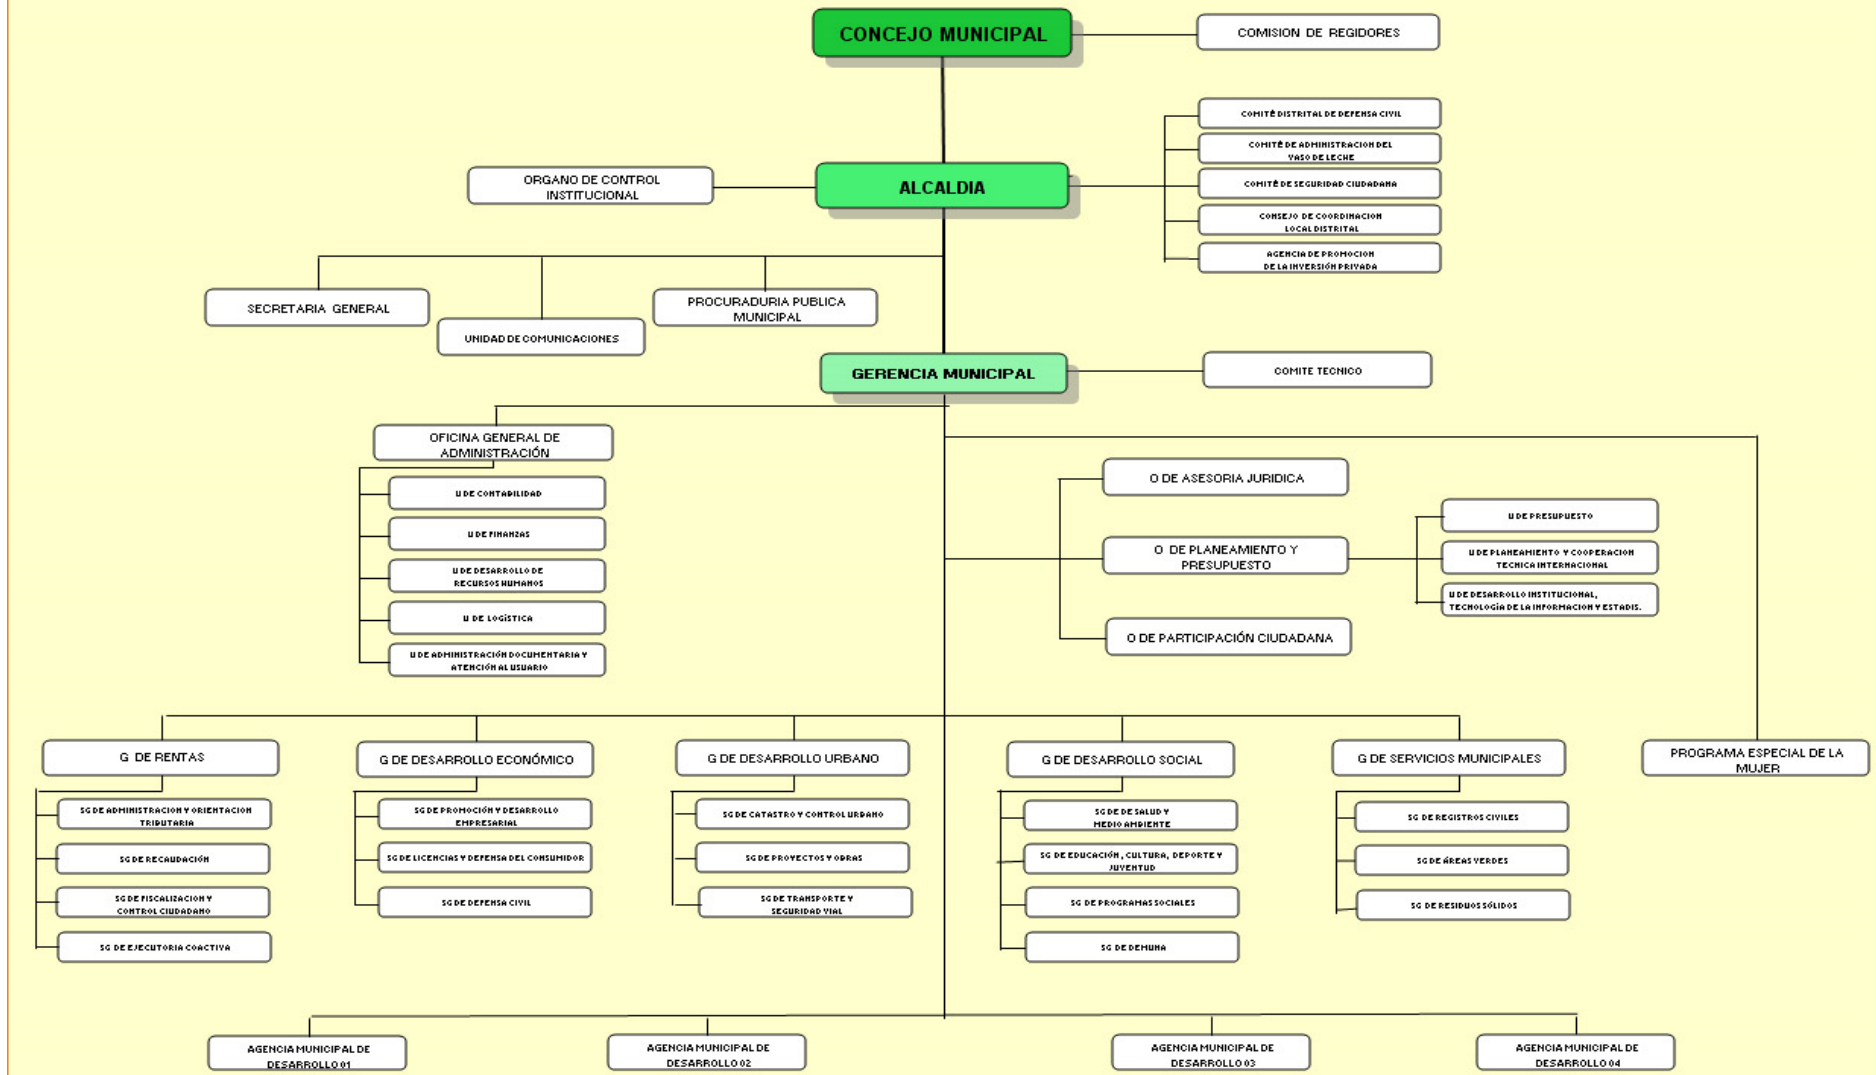 CONCEJO MUNICIPAL
COMISION DE REGIDORES
COMITÉ DISTRITAL DE DEFENSA CIVIL
COMITÉ DE ADMINISTRACION DEL
VASO DE LECHE
ORGANO DE CONTROL
INSTITUCIONAL
ALCALDIA
COMITÉ DE SEGURIDAD CIUDADANA
CONSEJO DE COORDINACION
LOCAL DISTRITAL
AGENCIA DE PROMOCION
DE LA INVERSIÓN PRIVADA
SECRETARIA GENERAL
UNIDAD DE COMUNICACIONES
PROCURADURIA PUBLICA
MUNICIPAL
GERENCIA MUNICIPAL
COMITE TECNICO
OFICINA GENERAL DE
ADMINISTRACIÓN
U DE CONTABILIDAD
U DE FINANZAS
U DE DESARROLLO DE
RECURSOS HUMANOS
U DE LOGÍSTICA
U DE ADMINISTRACIÓN DOCUMENTARIA Y
ATENCIÓN AL USUARIO
O DE ASESORIA JURIDICA
O DE PLANEAMIENTO Y
PRESUPUESTO
O DE PARTICIPACIÓN CIUDADANA
U DE PRESUPUESTO
U DE PLANEAMIENTO Y COOPERACION
TECNICA INTERNACIONAL
U DE DESARROLLO INSTITUCIONAL,
TECNOLOGÍA DE LA INFORMACION Y ESTADIS.
G DE RENTAS
SG DE ADMINISTRACION Y ORIENTACION
TRIBUTARIA
SG DE RECAUDACIÓN
SG DE FISCALIZACION Y
CONTROL CIUDADANO
SG DE EJECUTORIA COACTIVA
G DE DESARROLLO ECONÓMICO
SG DE PROMOCIÓN Y DESARROLLO
EMPRESARIAL
SG DE LICENCIAS Y DEFENSA DEL CONSUMIDOR
SG DE DEFENSA CIVIL
G DE DESARROLLO URBANO
SG DE CATASTRO Y CONTROL URBANO
SG DE PROYECTOS Y OBRAS
SG DE TRANSPORTE Y
SEGURIDAD VIAL
G DE DESARROLLO SOCIAL
SG DE DE SALUD Y
MEDIO AMBIENTE
SG DE EDUCACIÓN, CULTURA, DEPORTE Y
JUVENTUD
SG DE PROGRAMAS SOCIALES
SG DE DEMUNA
G DE SERVICIOS MUNICIPALES
SG DE REGISTROS CIVILES
SG DE ÁREAS VERDES
SG DE RESIDUOS SÓLIDOS
PROGRAMA ESPECIAL DE LA
MUJER
AGENCIA MUNICIPAL DE
DESARROLLO 01
AGENCIA MUNICIPAL DE
DESARROLLO 02
AGENCIA MUNICIPAL DE
DESARROLLO 03
AGENCIA MUNICIPAL DE
DESARROLLO 04